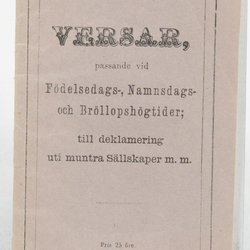 VERSAR,
passande vid
Födelsedags-, Namnsdags-
och Bröllopshögtider;
till deklamering
uti muntra Sällskaper m. m.
Pris 25 öre.